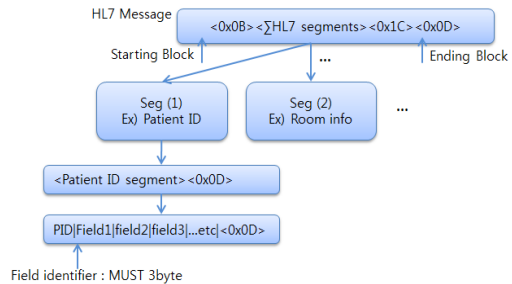 HL7 Message
<0x0B><∑HL7 segments><0x1C><0x0D>
Starting Block
...
Ending Block
Seg (1)
Ex) Patient ID
Seg (2)
Ex) Room info
...
<Patient ID segment><0x0D>
PID|Field1|field2|field3|...etc|<0x0D>
Field identifier : MUST 3byte